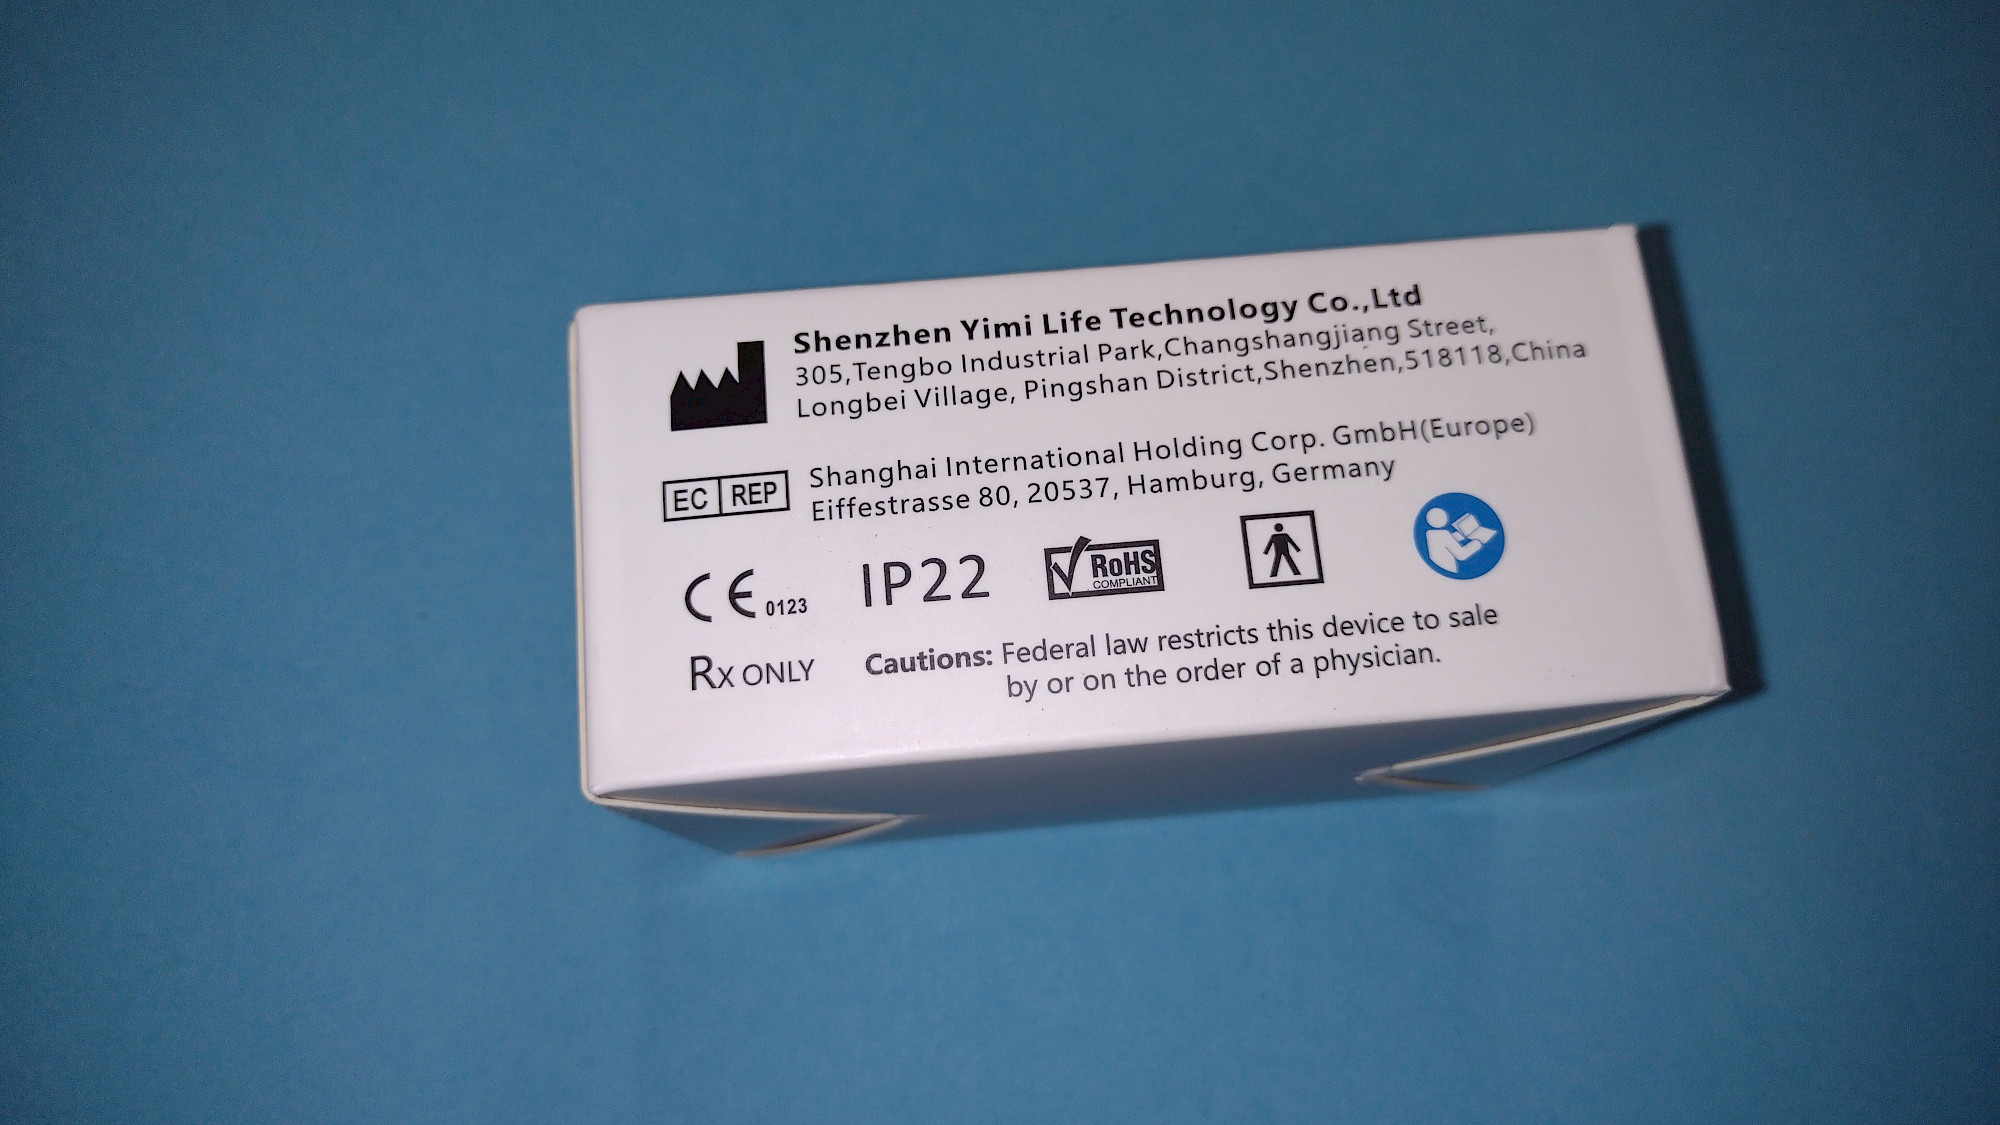 Shenzhen Yimi Life Technology Co.,Ltd
305,Tengbo Industrial Park,Changshangjiang Street,
Longbei Village, Pingshan District,Shenzhen,518118,China
EC REP
Shanghai International Holding Corp. GmbH(Europe)
Eiffestrasse 80, 20537, Hamburg, Germany
CE 0123
IP22
RoHS
COMPLIANT
Rx ONLY
Cautions: Federal law restricts this device to sale
by or on the order of a physician.